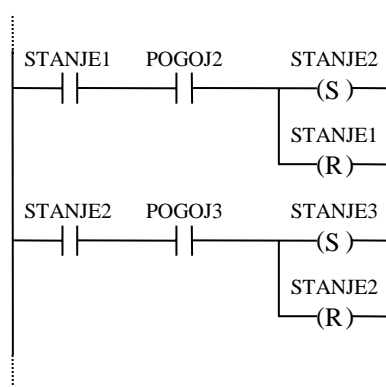 STANJE1 POGOJ2 STANJE2
(S)
STANJE1
(R)
STANJE2 POGOJ3 STANJE3
(S)
STANJE2
(R)